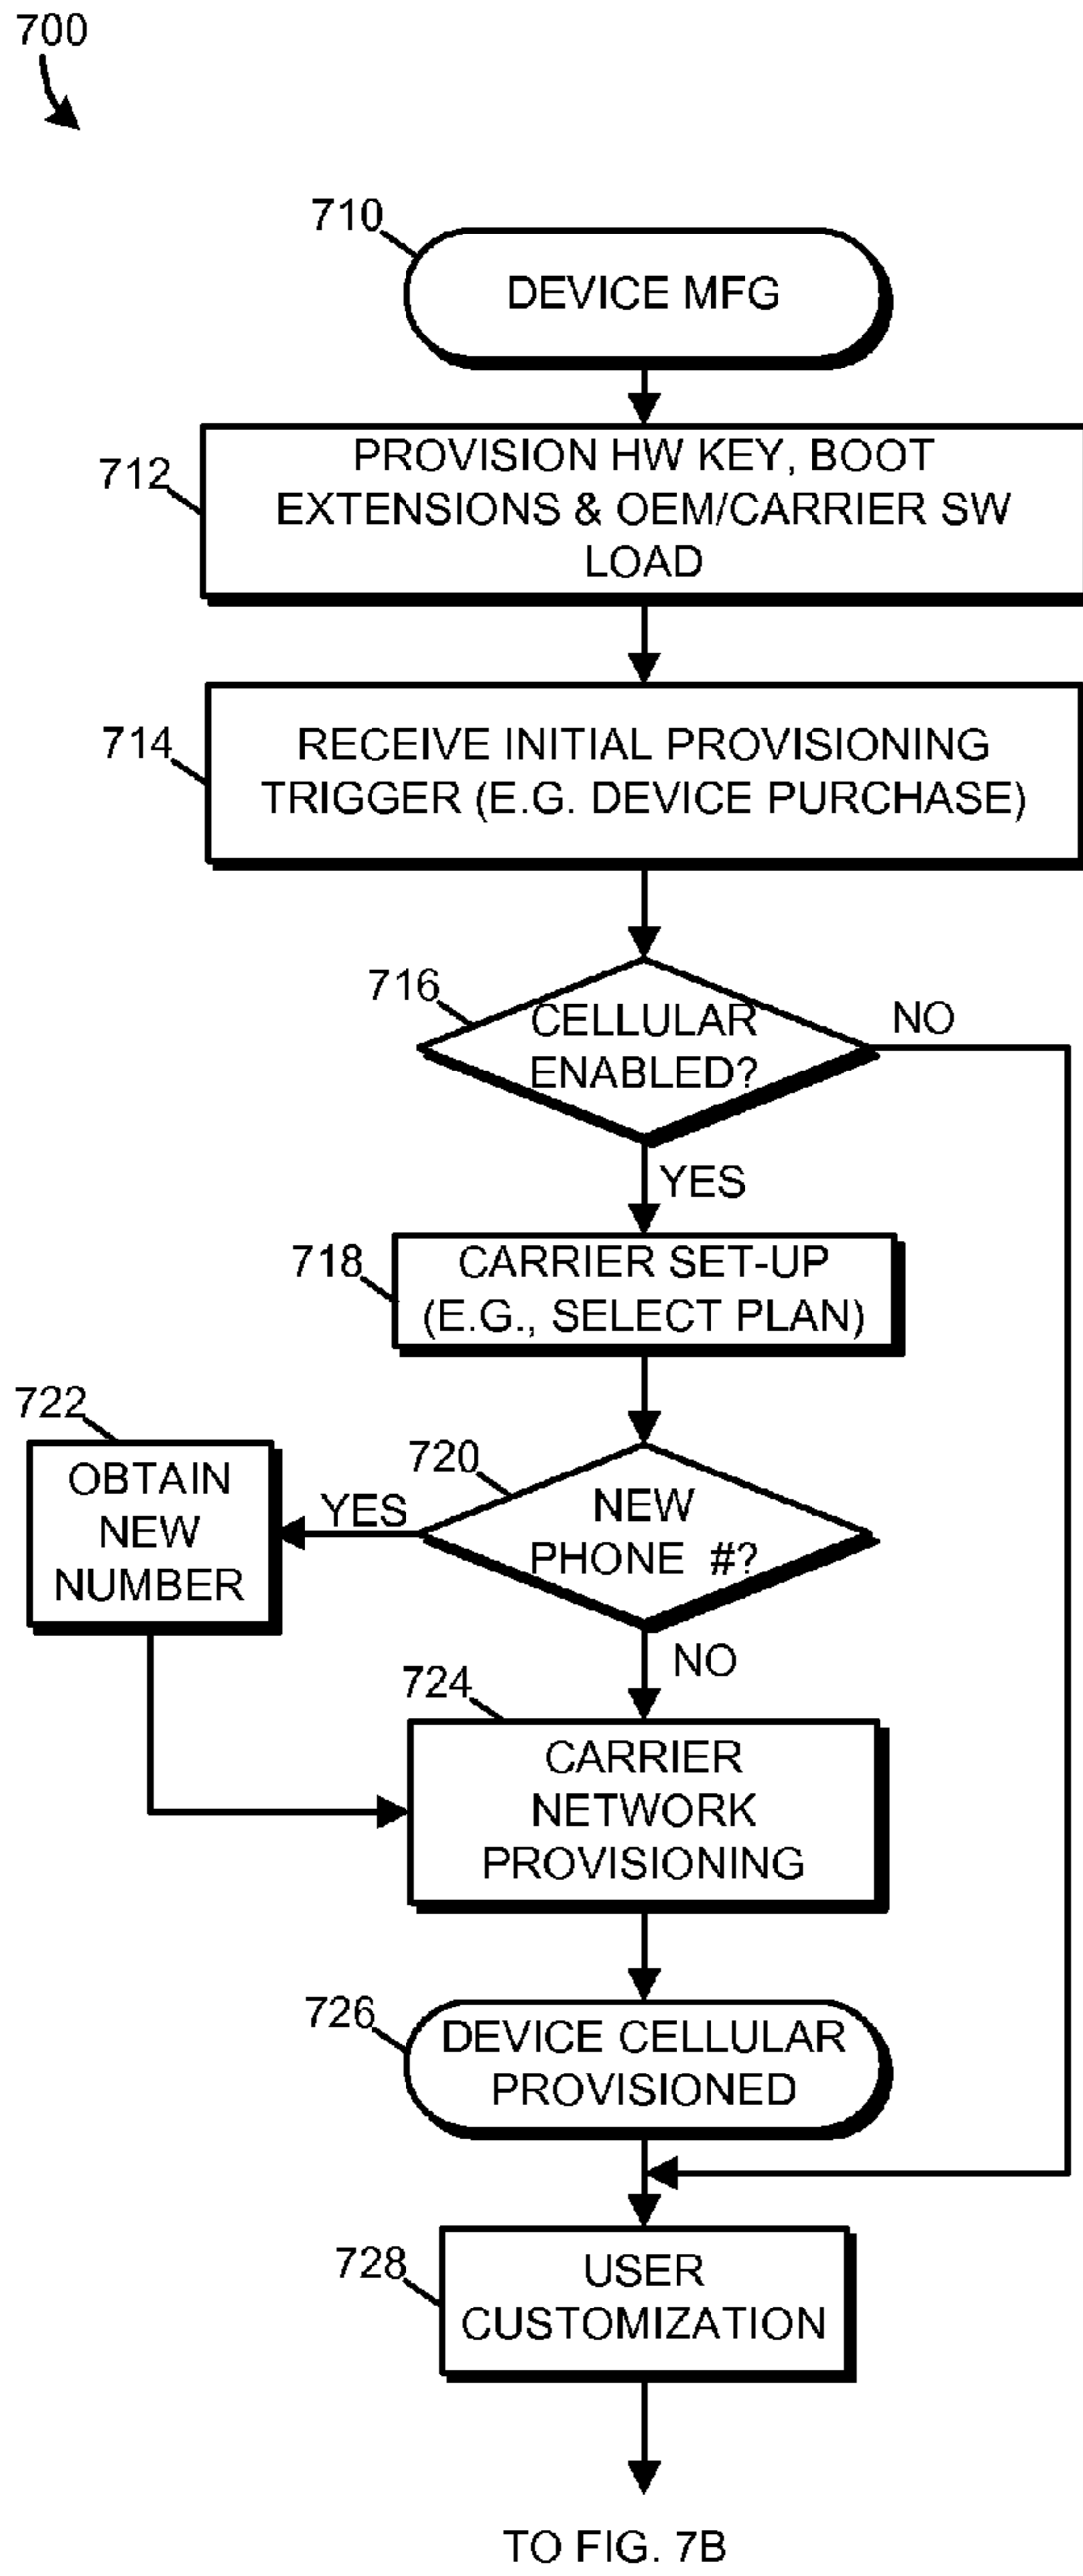 700
710
DEVICE MFG
712
PROVISION HW KEY, BOOT
EXTENSIONS & OEM/CARRIER SW
LOAD
714
RECEIVE INITIAL PROVISIONING
TRIGGER (E.G. DEVICE PURCHASE)
716
CELLULAR
ENABLED?
NO
YES
718
CARRIER SET-UP
(E.G., SELECT PLAN)
722
OBTAIN
NEW
NUMBER
YES
720
NEW
PHONE #?
NO
724
CARRIER
NETWORK
PROVISIONING
726
DEVICE CELLULAR
PROVISIONED
728
USER
CUSTOMIZATION
TO FIG. 7B